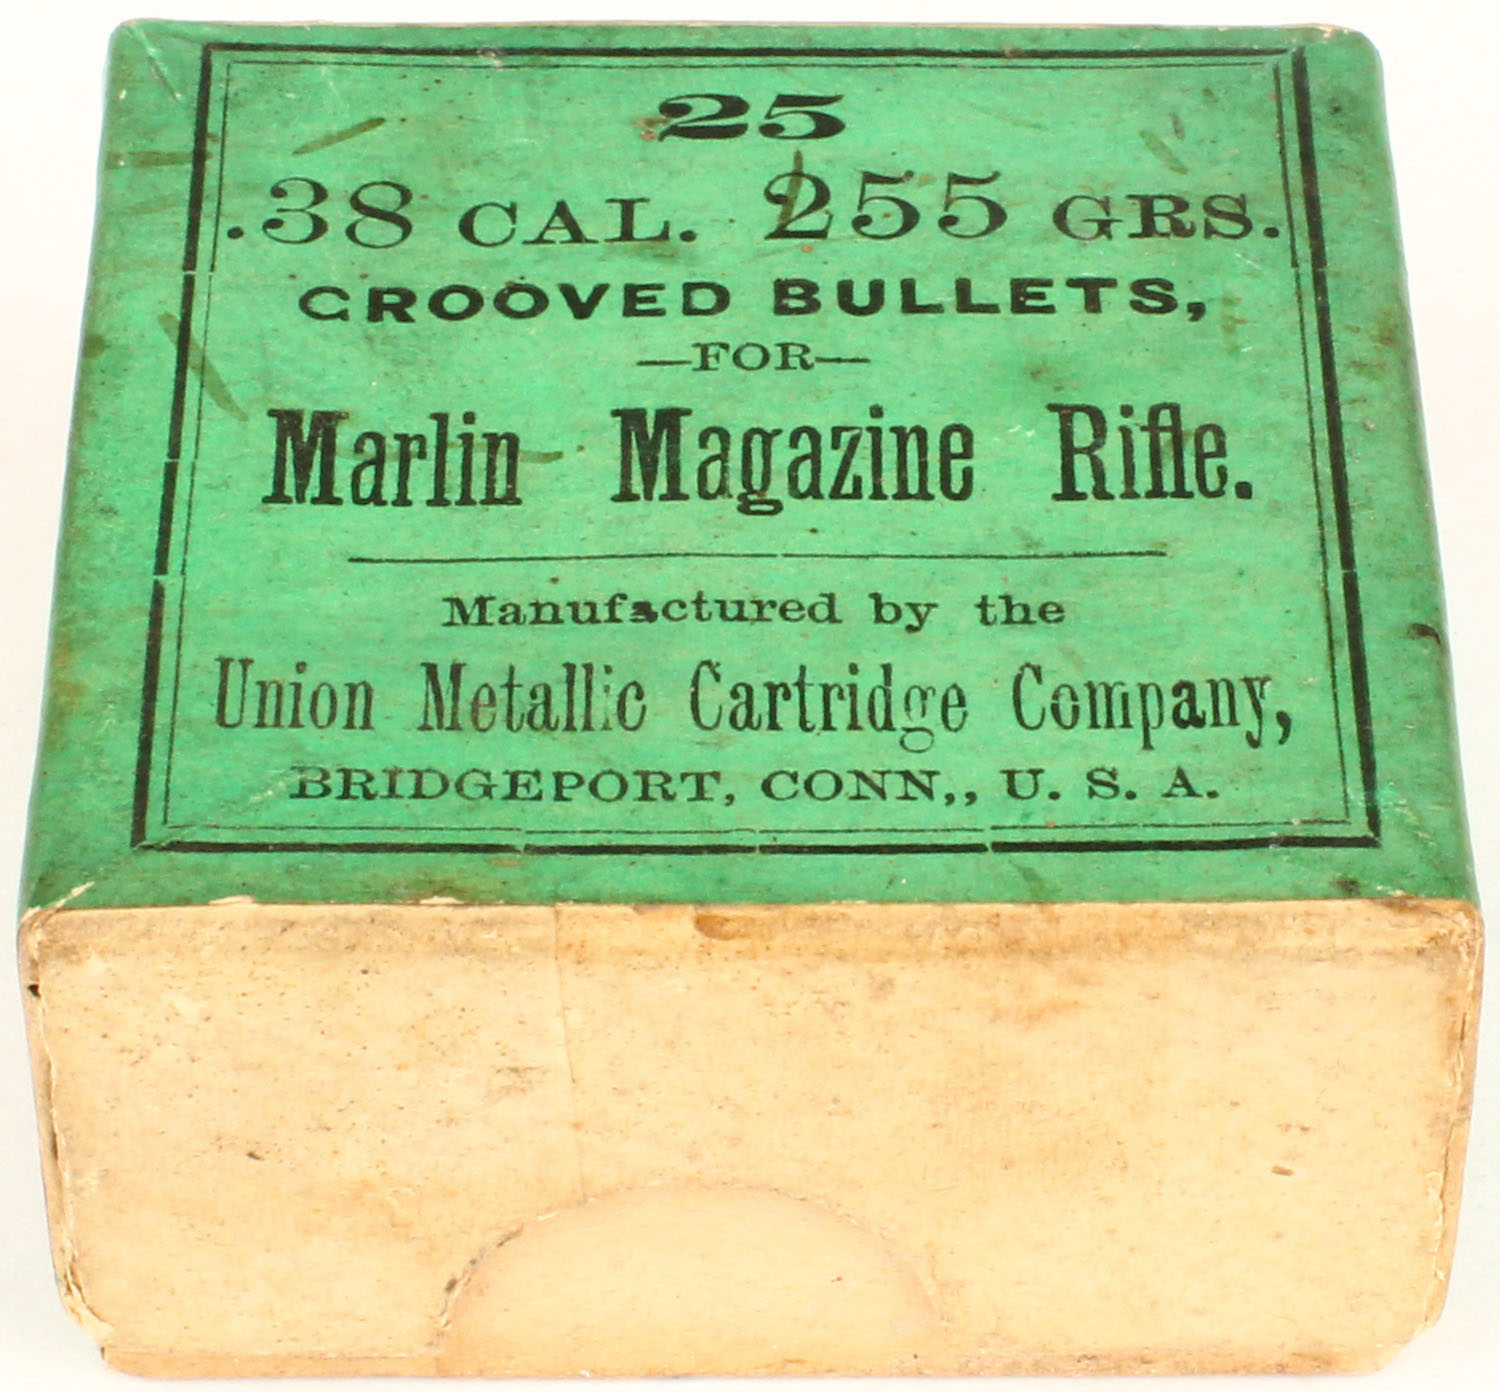 25
.38 CAL. 255 GRS.
GROOVED BULLETS,
—FOR—
Marlin Magazine Rifle.
Manufactured by the
Union Metallic Cartridge Company,
BRIDGEPORT, CONN,, U. S. A.